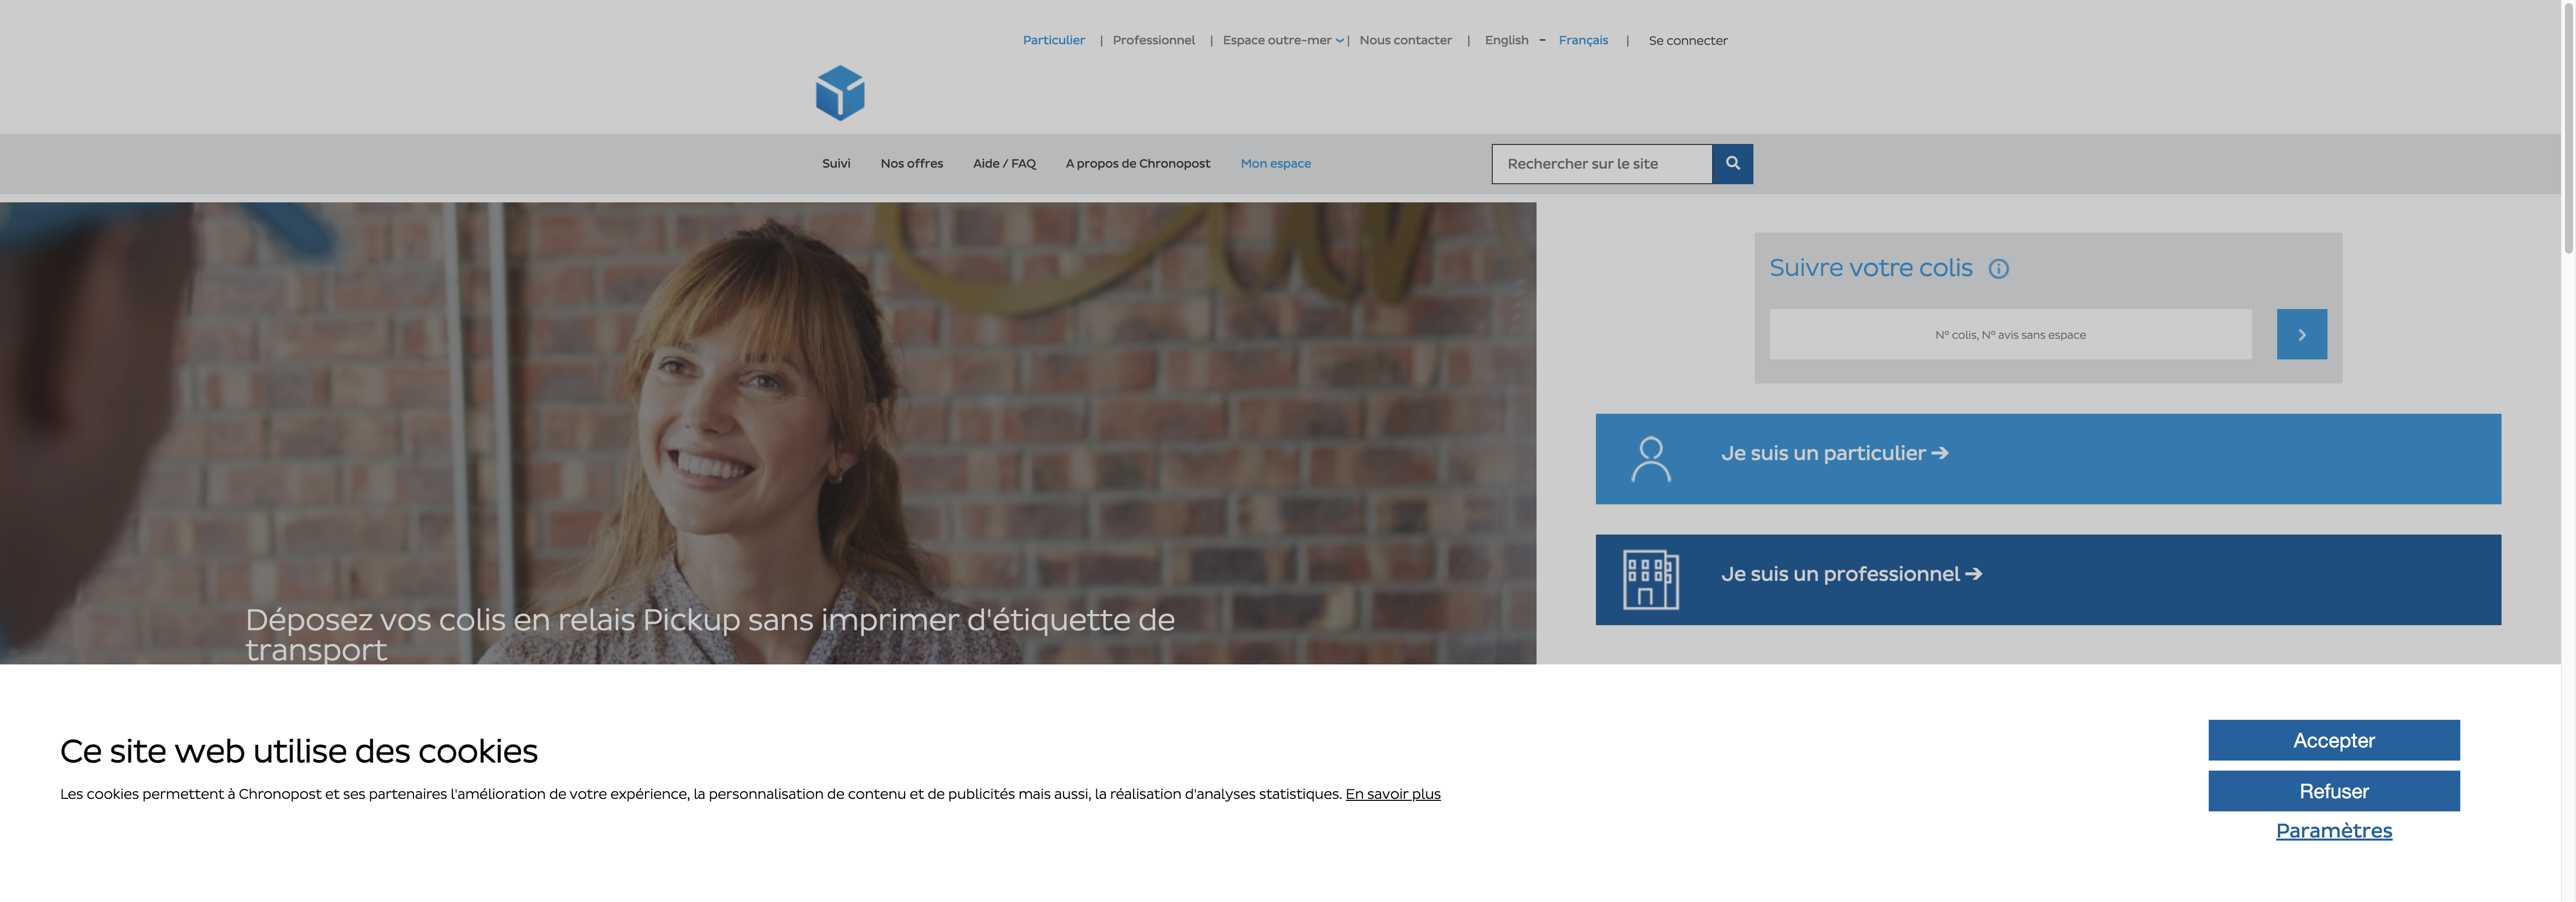 Particulier | Professionnel | Espace outre-mer | Nous contacter | English - Français | Se connecter
Suivi Nos offres Aide / FAQ A propos de Chronopost Mon espace Rechercher sur le site
Suivre votre colis
N° colis, N° avis sans espace
Je suis un particulier →
Je suis un professionnel →
Déposez vos colis en relais Pickup sans imprimer d'étiquette de
transport
Ce site web utilise des cookies
Les cookies permettent à Chronopost et ses partenaires l'amélioration de votre expérience, la personnalisation de contenu et de publicités mais aussi, la réalisation d'analyses statistiques. En savoir plus
Accepter
Refuser
Paramètres